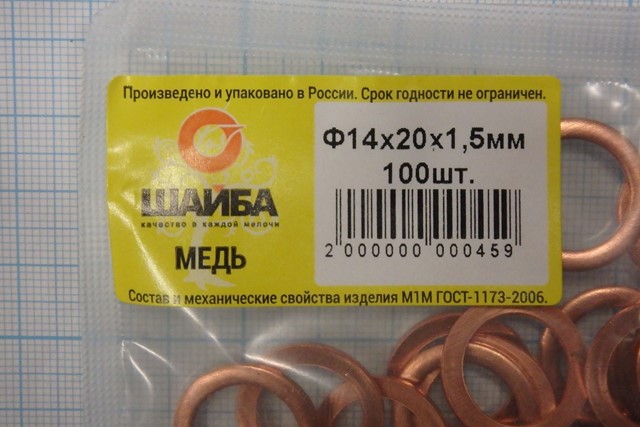 Произведено и упаковано в России. Срок годности не ограничен.
Ф14х20х1,5мм
100шт.
ШАЙБА
качество в каждой мелочи
2 000000 000459
МЕДЬ
Состав и механические свойства изделия М1М ГОСТ-1173-2006.